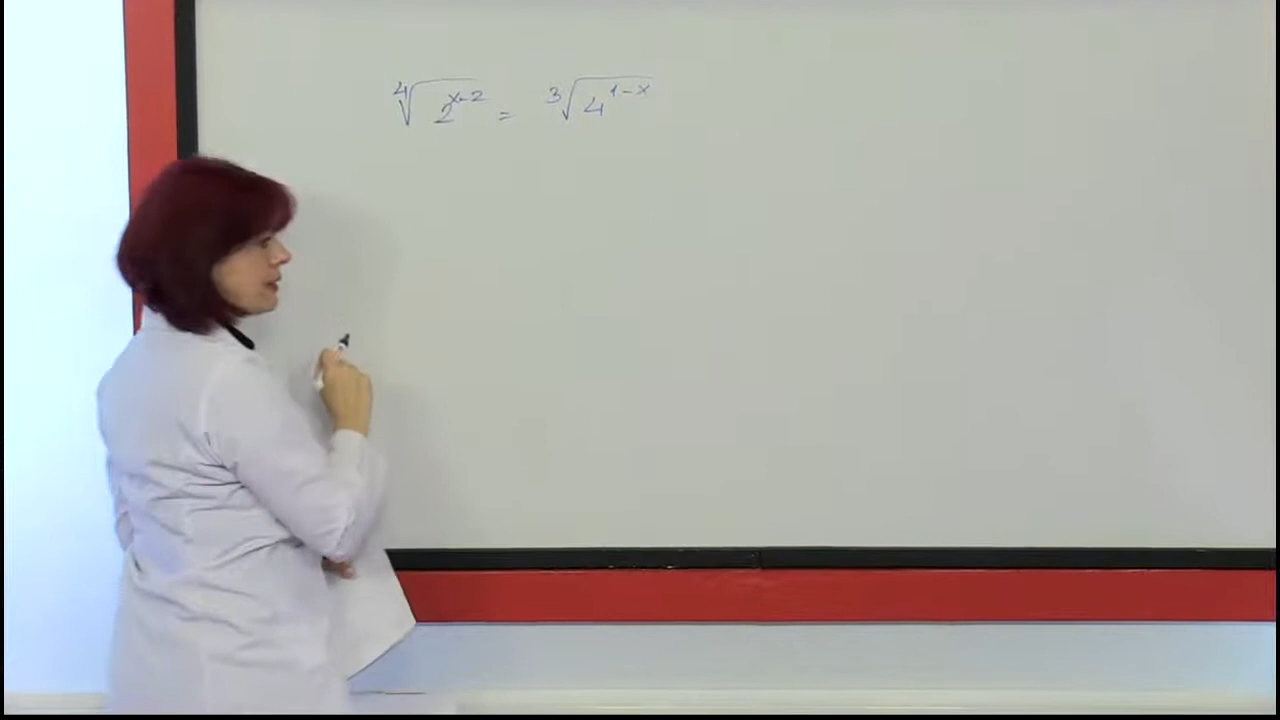 ⁴√(2^(x-2)) = ³√(4^(1-x))